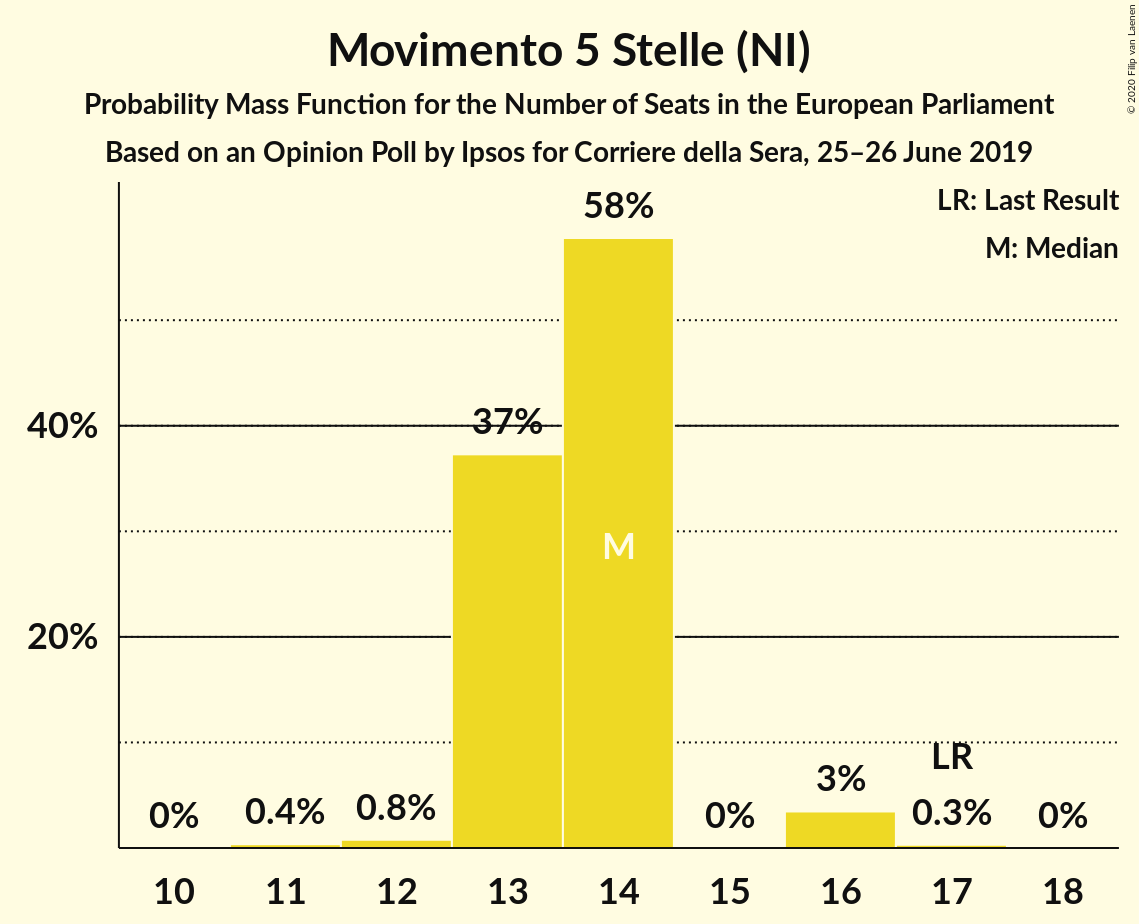 Movimento 5 Stelle (NI)
Probability Mass Function for the Number of Seats in the European Parliament
Based on an Opinion Poll by Ipsos for Corriere della Sera, 25–26 June 2019
© 2020 Filip van Laenen
LR: Last Result
M: Median
58%
40%
37%
M
20%
LR
0%
0.4%
0.8%
0%
3%
0.3%
0%
10 11 12 13 14 15 16 17 18